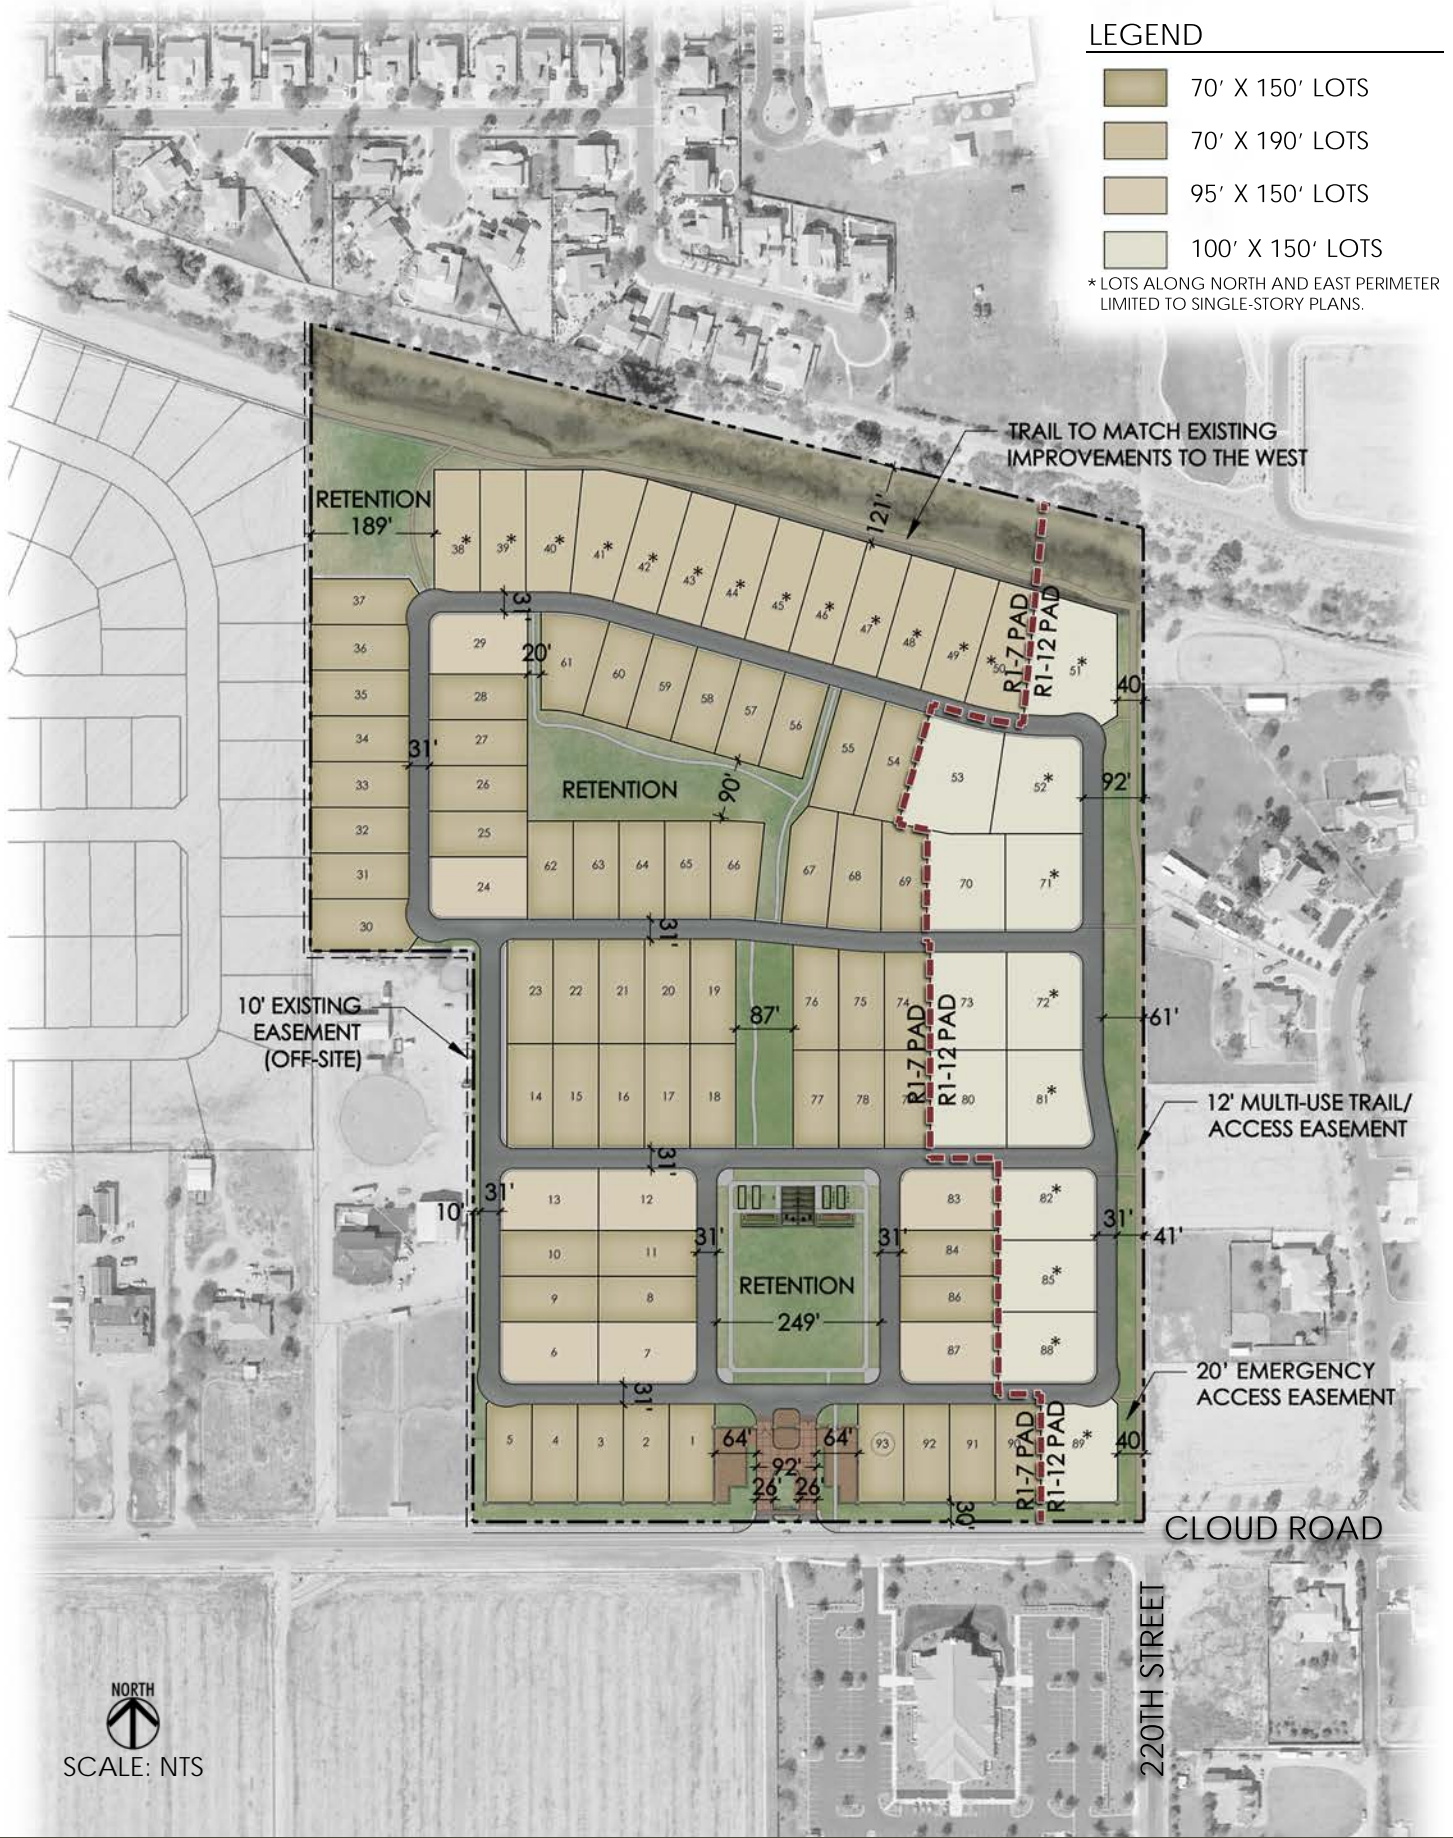 LEGEND
70' X 150' LOTS
70' X 190' LOTS
95' X 150' LOTS
100' X 150' LOTS
* LOTS ALONG NORTH AND EAST PERIMETER
LIMITED TO SINGLE-STORY PLANS.
TRAIL TO MATCH EXISTING
IMPROVEMENTS TO THE WEST
121'
RETENTION
189'
38* 39* 40* 41* 42* 43* 44* 45* 46* 47* 48* 49* *50 51*
R1-7 PAD
R1-12 PAD
31'
20'
40'
37
36
35
34
33
32
31
30
29
28
27
26
25
24
31'
61 60 59 58 57 56 55 54 53 52*
92'
RETENTION
90'
62 63 64 65 66 67 68 69 70 71*
31'
10' EXISTING
EASEMENT
(OFF-SITE)
23 22 21 20 19 76 75 74 73 72*
87'
61'
R1-7 PAD
R1-12 PAD
14 15 16 17 18 77 78 80 81*
12' MULTI-USE TRAIL/
ACCESS EASEMENT
31'
10'
31'
13 12 83 82*
31' 31' 31' 41'
10 11 84
85*
RETENTION
249'
9 8 86
6 7 87 88*
20' EMERGENCY
ACCESS EASEMENT
31'
5 4 3 2 1 93 92 91 90 89*
64' 64'
92'
26' 26'
40'
R1-7 PAD
R1-12 PAD
30'
CLOUD ROAD
220TH STREET
NORTH
SCALE: NTS